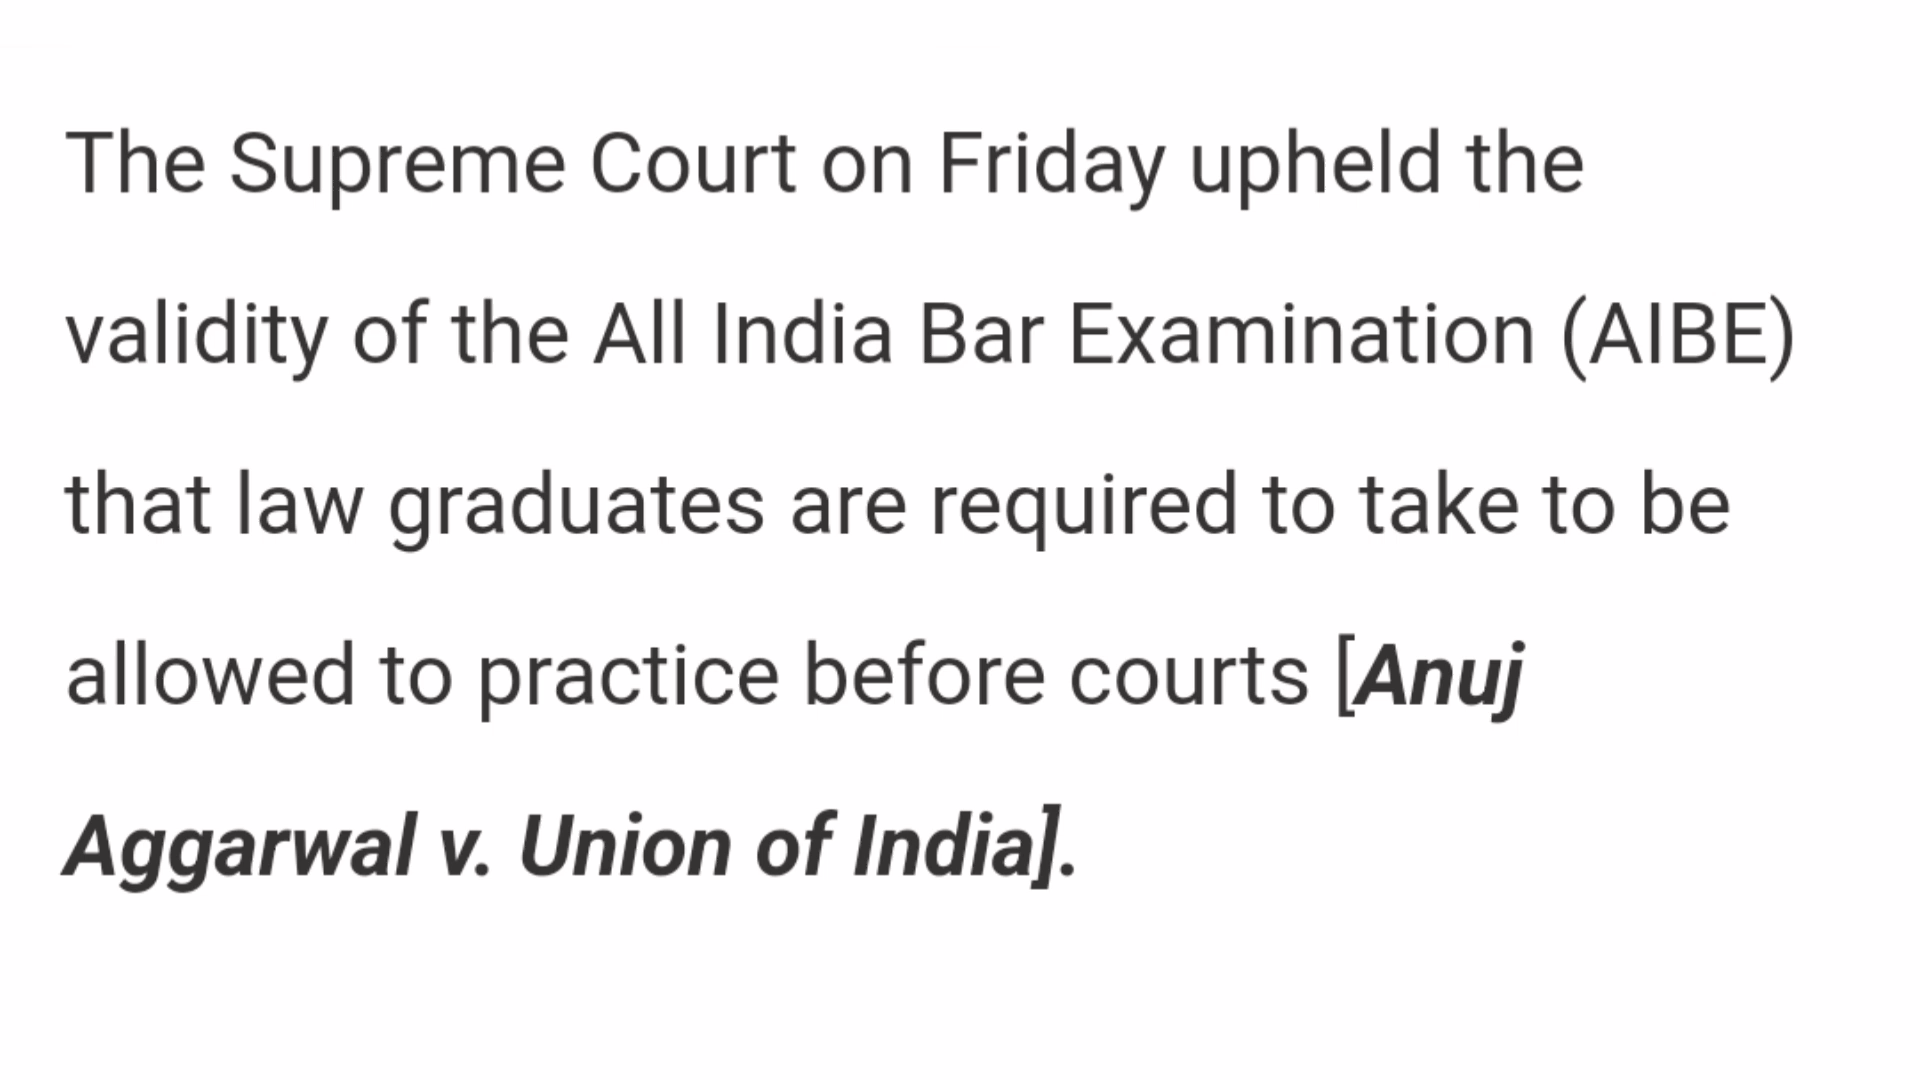 The Supreme Court on Friday upheld the
validity of the All India Bar Examination (AIBE)
that law graduates are required to take to be
allowed to practice before courts [Anuj
Aggarwal v. Union of India].